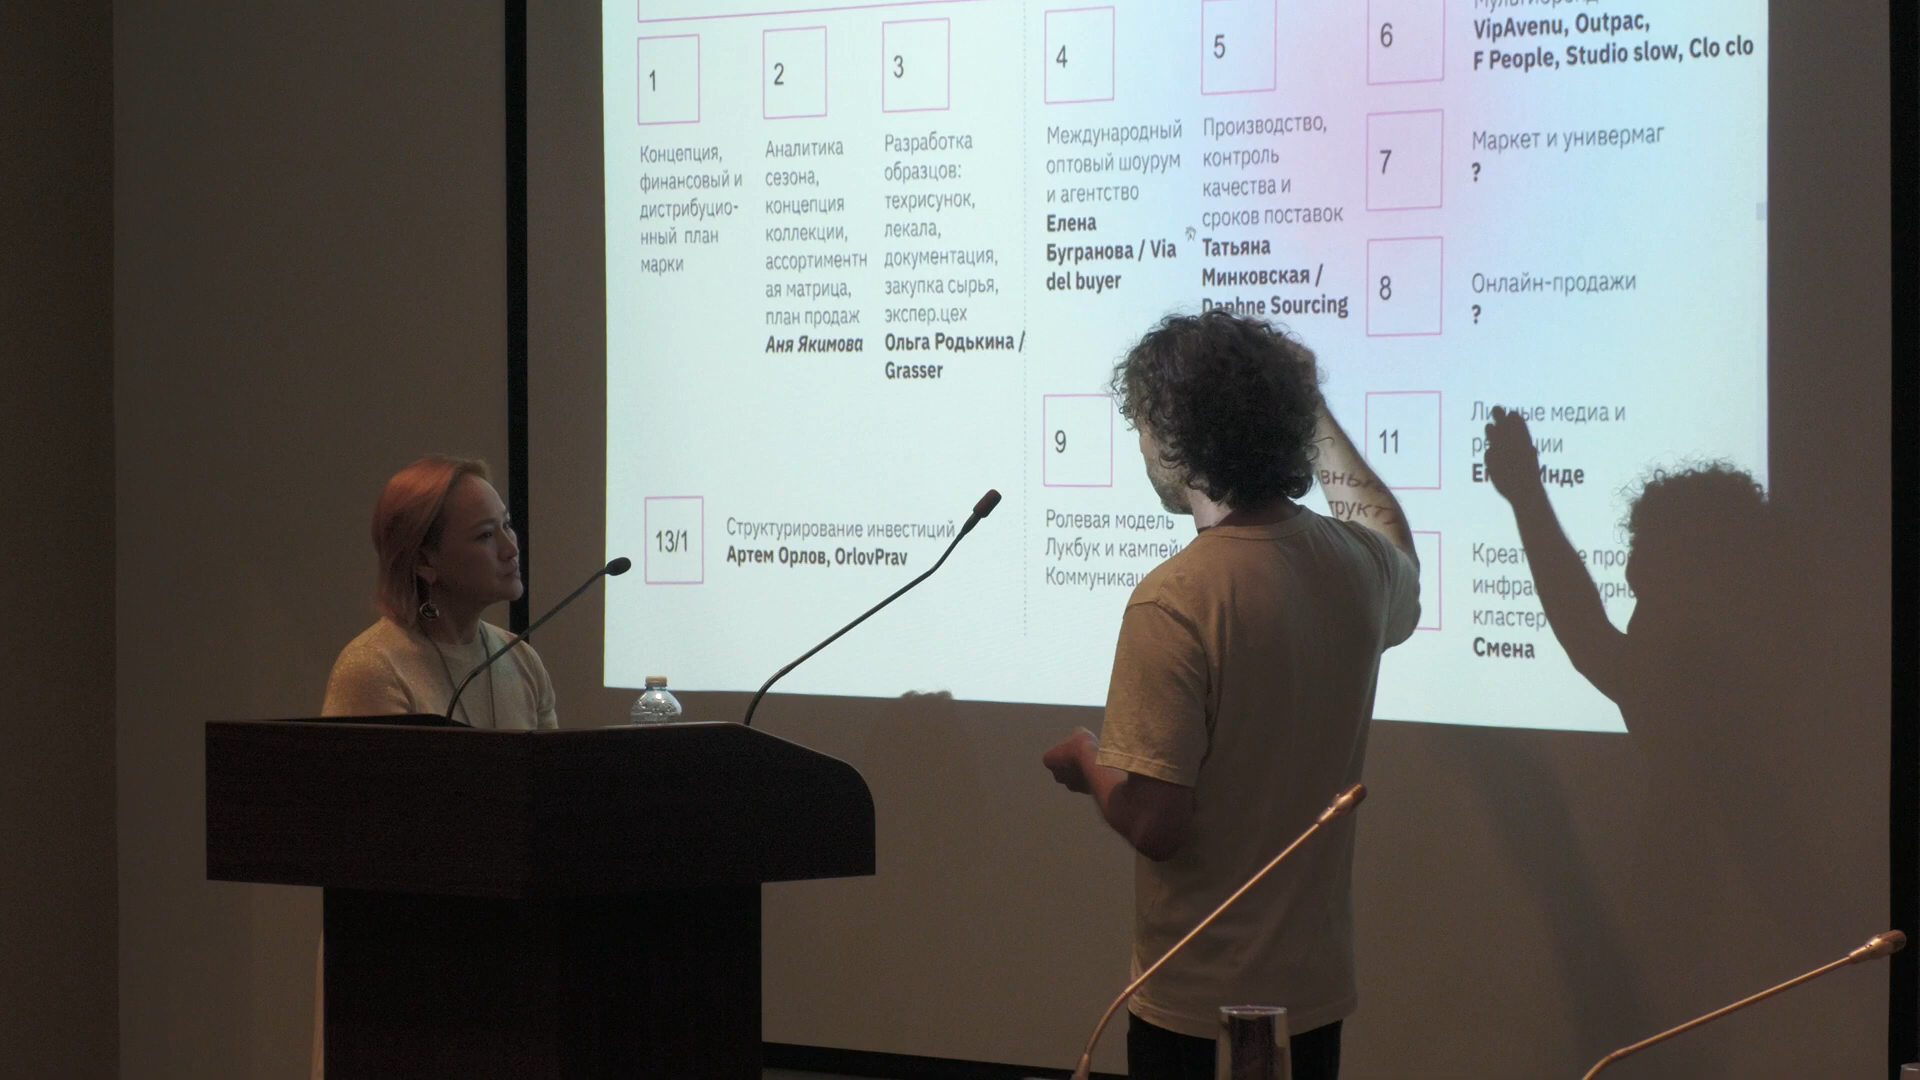 1
Концепция,
финансовый и
дистрибуцио-
нный план
марки
2
Аналитика
сезона,
концепция
коллекции,
ассортиментн
ая матрица,
план продаж
Аня Якимова
3
Разработка
образцов:
техрисунок,
лекала,
документация,
закупка сырья,
экспер.цех
Ольга Родькина /
Grasser
4
Международный
оптовый шоурум
и агентство
Елена
Бугранова / Via
del buyer
5
Производство,
контроль
качества и
сроков поставок
Татьяна
Минковская /
Daphne Sourcing
6
VipAvenu, Outpac,
F People, Studio slow, Clo clo
7
Маркет и универмаг
?
8
Онлайн-продажи
?
9
Ролевая модель
Лукбук и
11
медиа и
Инде
кластер
Смена
13/1
Структурирование инвестиций
Артем Орлов, OrlovPrav